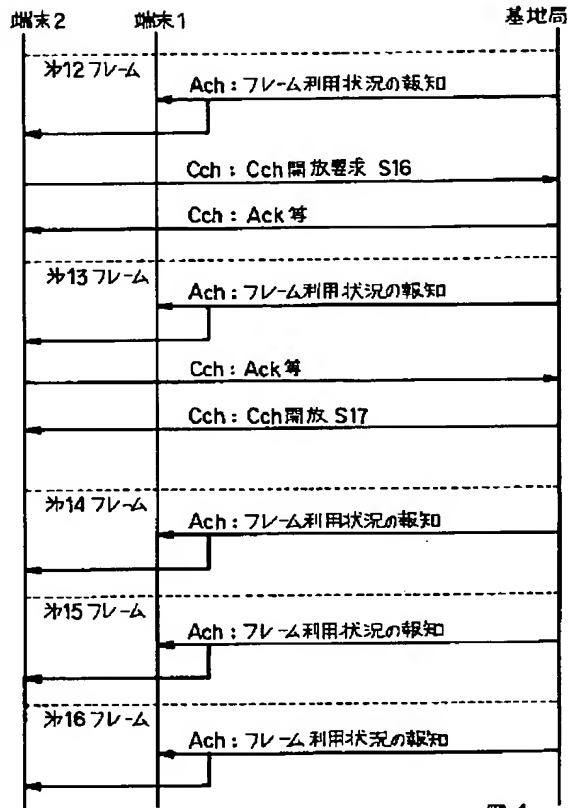 端末2 端末1 基地局
第12フレーム
Ach:フレーム利用状況の報知
Cch:Cch開放要求 S16
Cch:Ack等
第13フレーム
Ach:フレーム利用状況の報知
Cch:Ack等
Cch:Cch開放 S17
第14フレーム
Ach:フレーム利用状況の報知
第15フレーム
Ach:フレーム利用状況の報知
第16フレーム
Ach:フレーム利用状況の報知